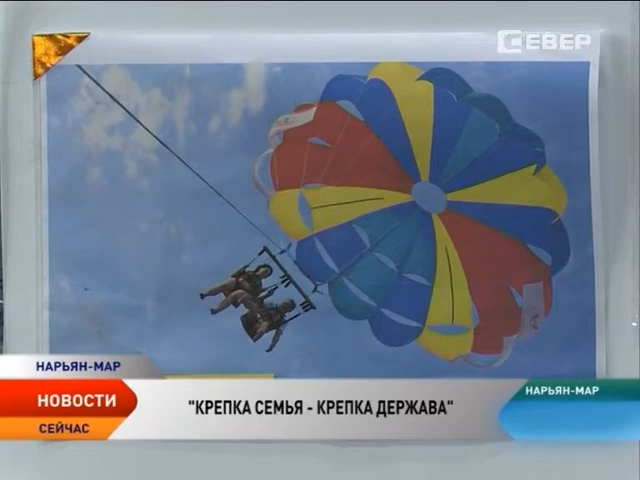 СЕВЕР
НАРЬЯН-МАР
НОВОСТИ
СЕЙЧАС
"КРЕПКА СЕМЬЯ - КРЕПКА ДЕРЖАВА"
НАРЬЯН-МАР